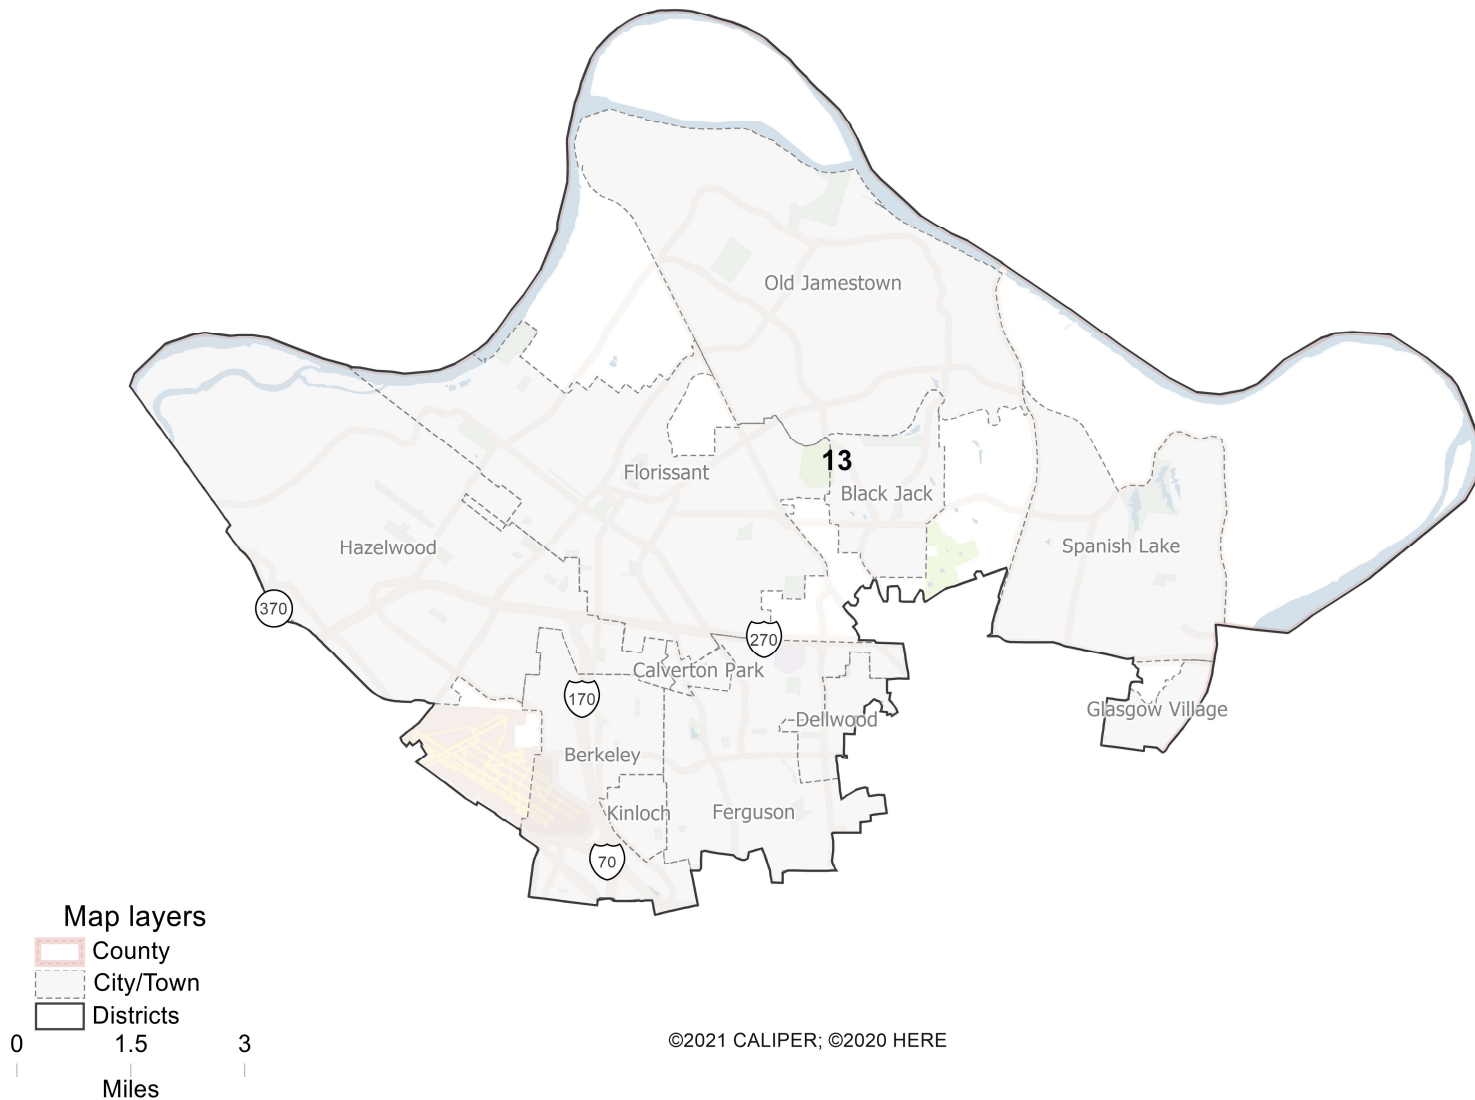 Old Jamestown
13
Florissant
Black Jack
Hazelwood
Spanish Lake
370
270
Calverton Park
170
Glasgow Village
Dellwood
Berkeley
Kinloch
Ferguson
70
Map layers
County
City/Town
Districts
0 1.5 3
Miles
©2021 CALIPER; ©2020 HERE